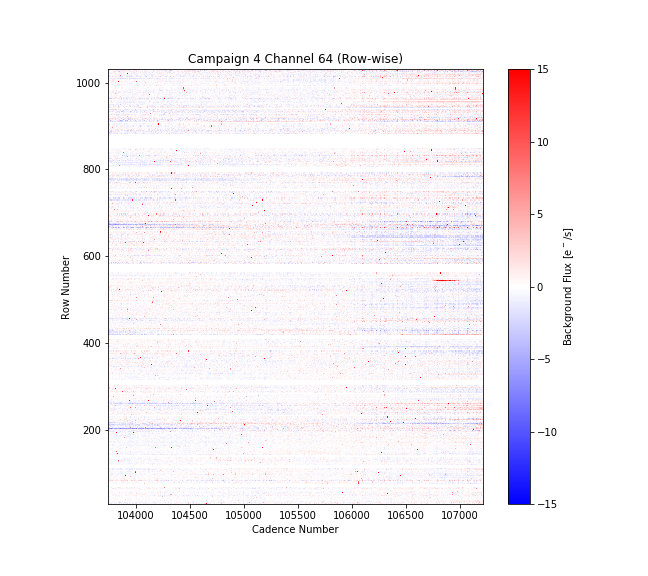 Campaign 4 Channel 64 (Row-wise)
1000
800
600
400
200
Row Number
104000 104500 105000 105500 106000 106500 107000
Cadence Number
15
10
5
0
−5
−10
−15
Background Flux [e⁻/s]